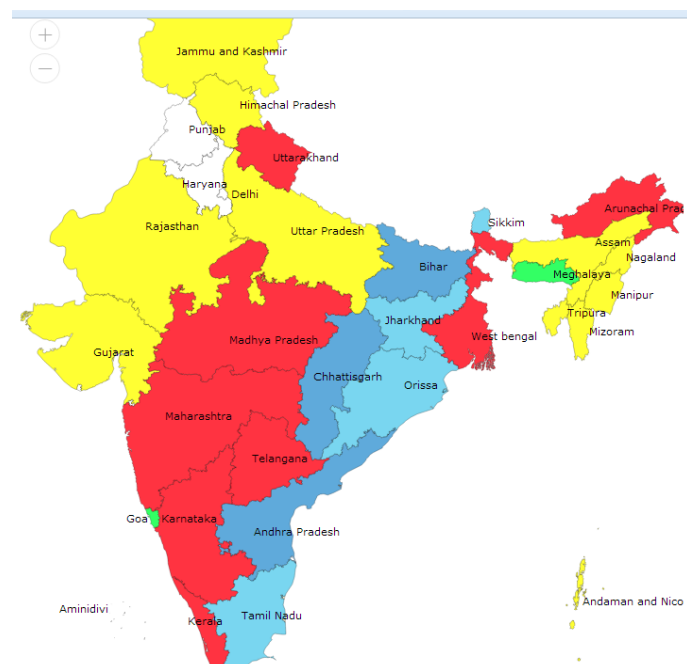 Jammu and Kashmir
Himachal Pradesh
Punjab
Uttarakhand
Haryana
Delhi
Rajasthan
Uttar Pradesh
Sikkim
Arunachal Prad
Assam
Nagaland
Bihar
Meghalaya
Manipur
Tripura
Mizoram
Jharkhand
Madhya Pradesh
West bengal
Gujarat
Chhattisgarh
Orissa
Maharashtra
Telangana
Goa
Karnataka
Andhra Pradesh
Andaman and Nico
Aminidivi
Kerala
Tamil Nadu